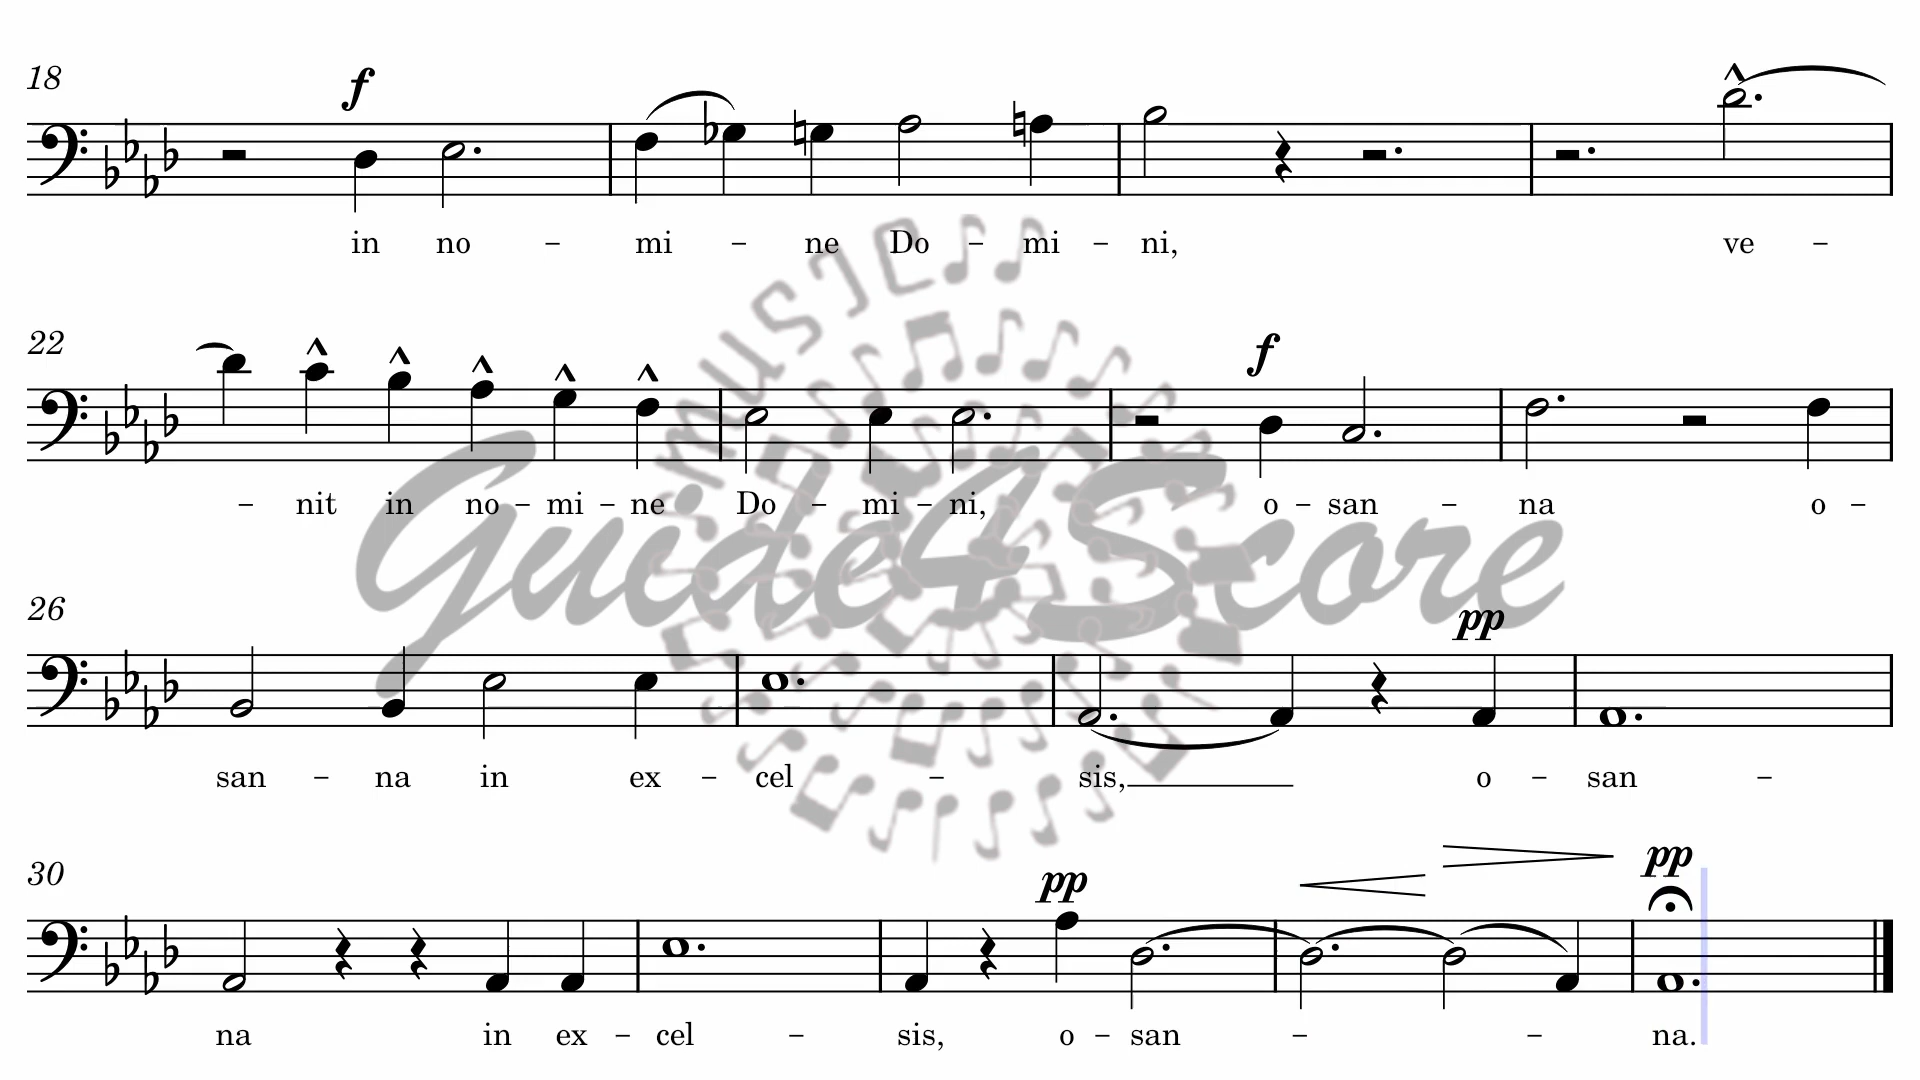 18 f
in no – mi – ne Do – mi – ni, ve –
MUSIC
22 f
– nit in no – mi – ne Do – mi – ni, o – san – na o –
Guide4Score
26 pp
san – na in ex – cel – sis, o – san –
30 pp pp
na in ex – cel – sis, o – san – – na.